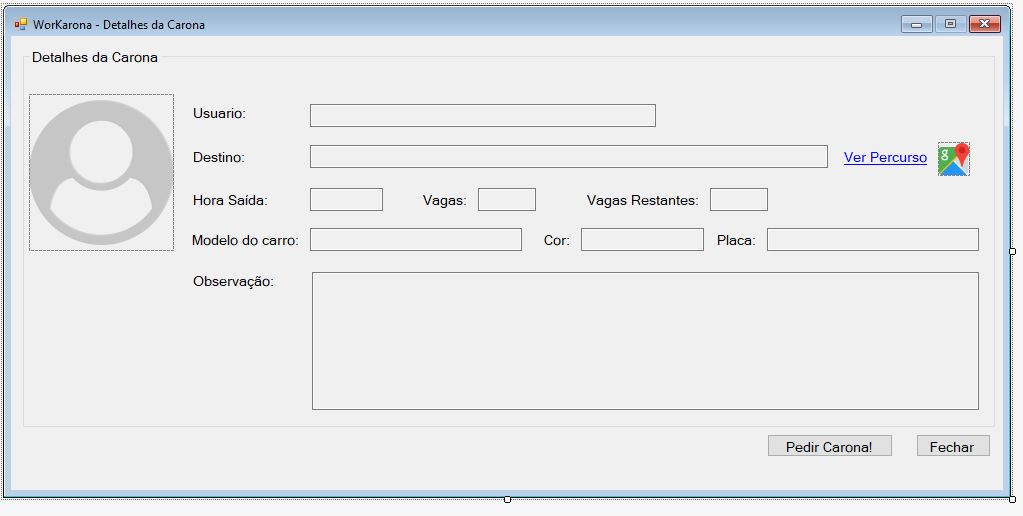 WorKarona - Detalhes da Carona
Detalhes da Carona
Usuario:
Destino: Ver Percurso g
Hora Saída: Vagas: Vagas Restantes:
Modelo do carro: Cor: Placa:
Observação:
Pedir Carona! Fechar